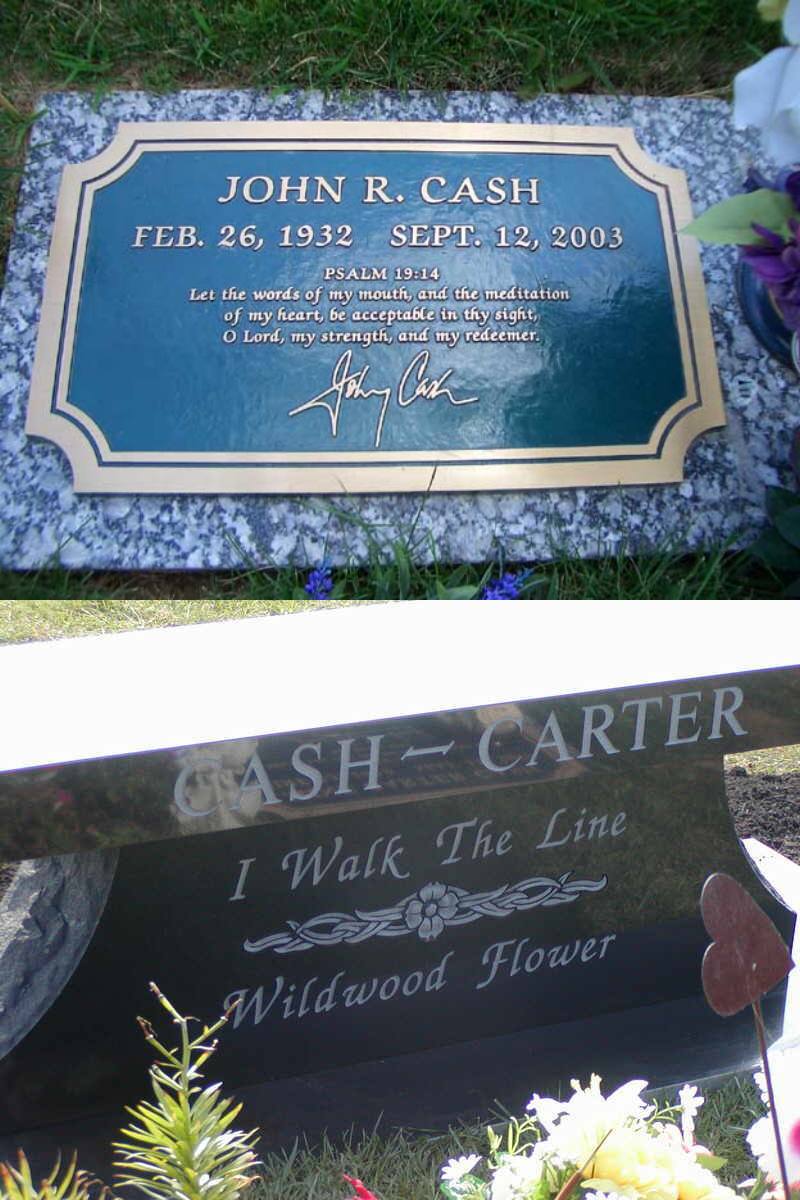 JOHN R. CASH
FEB. 26, 1932 SEPT. 12, 2003
PSALM 19:14
Let the words of my mouth, and the meditation
of my heart, be acceptable in thy sight,
O Lord, my strength, and my redeemer.
Johnny Cash
CASH — CARTER
I Walk The Line
Wildwood Flower